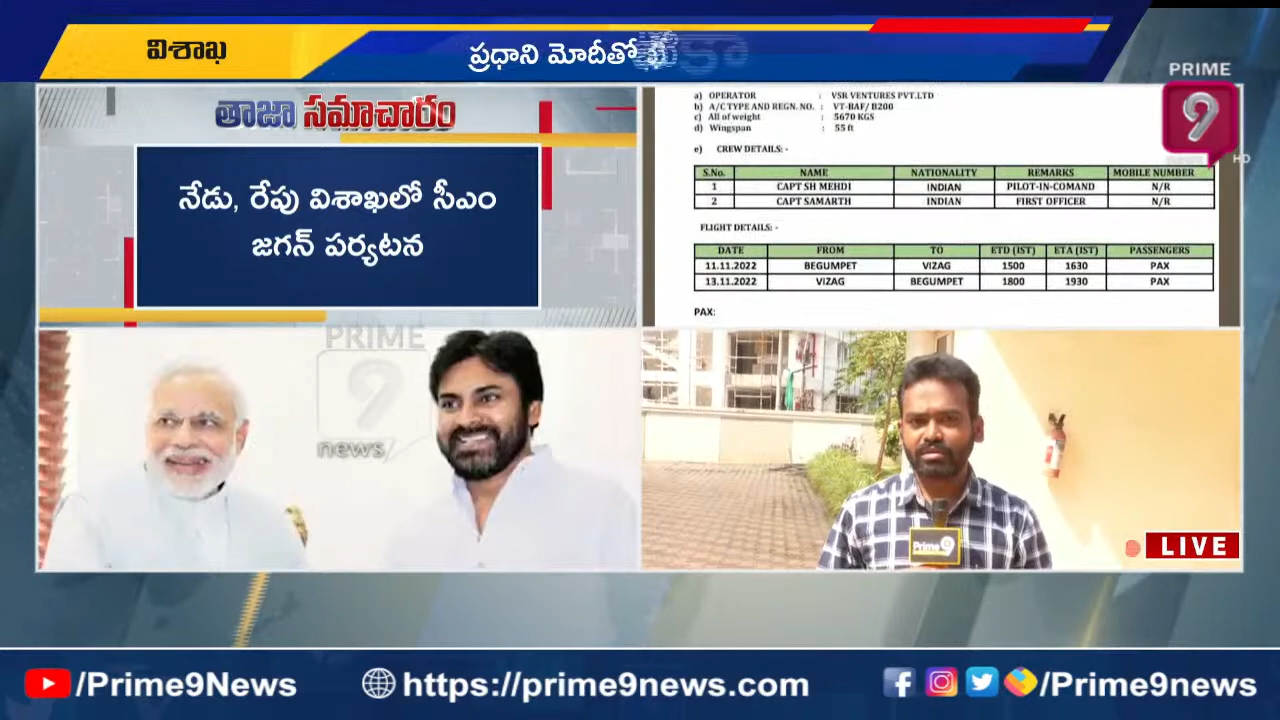 విశాఖ
ప్రధాని మోదీతో
PRIME
9
HD
తాజా సమాచారం
నేడు, రేపు విశాఖలో సీఎం
జగన్ పర్యటన
a) OPERATOR : VSR VENTURES PVT.LTD
b) A/C TYPE AND REGN. NO. : VT-BAF/ B200
c) All of weight : 5670 KGS
d) Wingspan : 55 ft
e) CREW DETAILS: -
S.No. NAME NATIONALITY REMARKS MOBILE NUMBER
1 CAPT SH MEHDI INDIAN PILOT-IN-COMAND N/R
2 CAPT SAMARTH INDIAN FIRST OFFICER N/R
FLIGHT DETAILS: -
DATE FROM TO ETD (IST) ETA (IST) PASSENGERS
11.11.2022 BEGUMPET VIZAG 1500 1630 PAX
13.11.2022 VIZAG BEGUMPET 1800 1930 PAX
PAX:
PRIME
9
news
Prime9
LIVE
/Prime9News
https://prime9news.com
/Prime9news